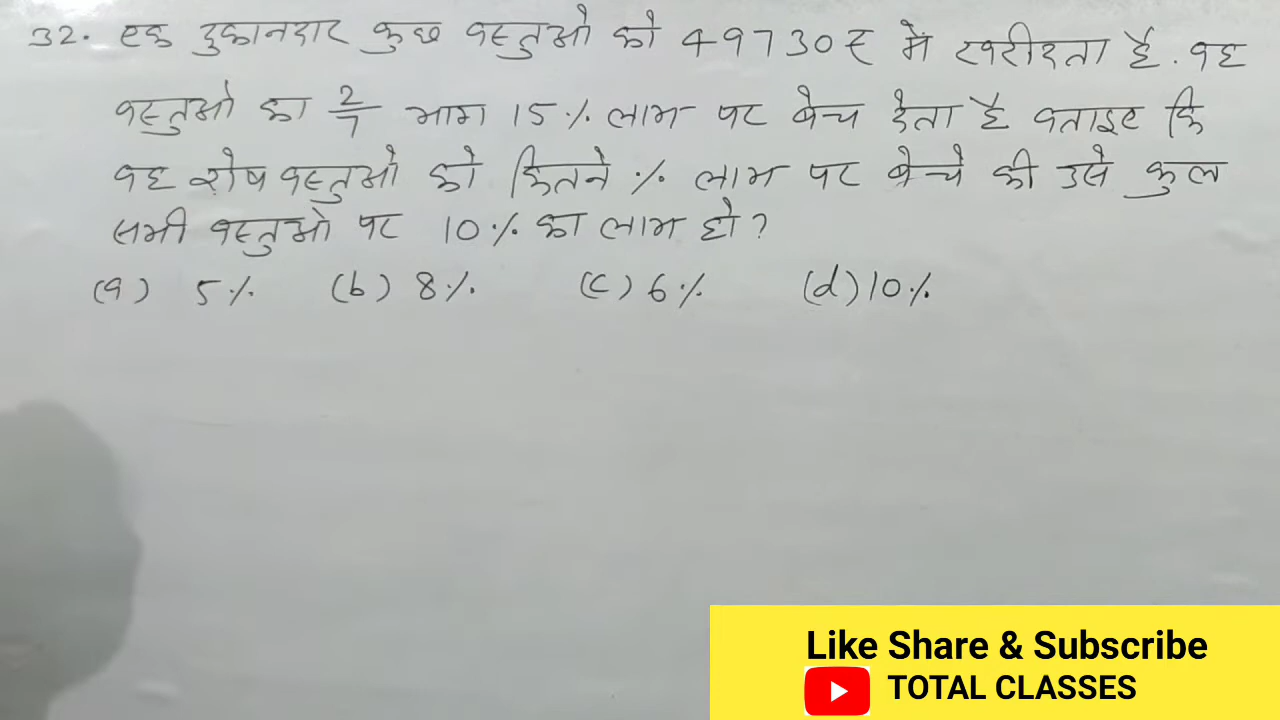 32. एक दुकानदार कुछ वस्तुओ को 49730₹ में खरीदता है. वह
वस्तुओ का 2/7 भाग 15% लाभ पर बेच देता है बताइए कि
वह शेष वस्तुओ को कितने % लाभ पर बेचे की उसे कुल
सभी वस्तुओ पर 10% का लाभ हो?
(a) 5% (b) 8% (c) 6% (d) 10%
Like Share & Subscribe
TOTAL CLASSES